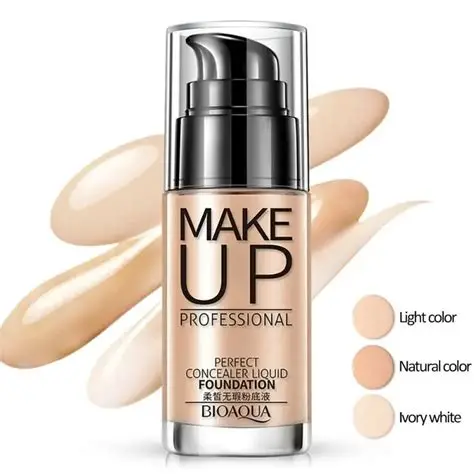 MAKE
UP
PROFESSIONAL
PERFECT
CONCEALER LIQUID
FOUNDATION
柔皙无瑕粉底液
BIOAQUA
Light color
Natural color
Ivory white